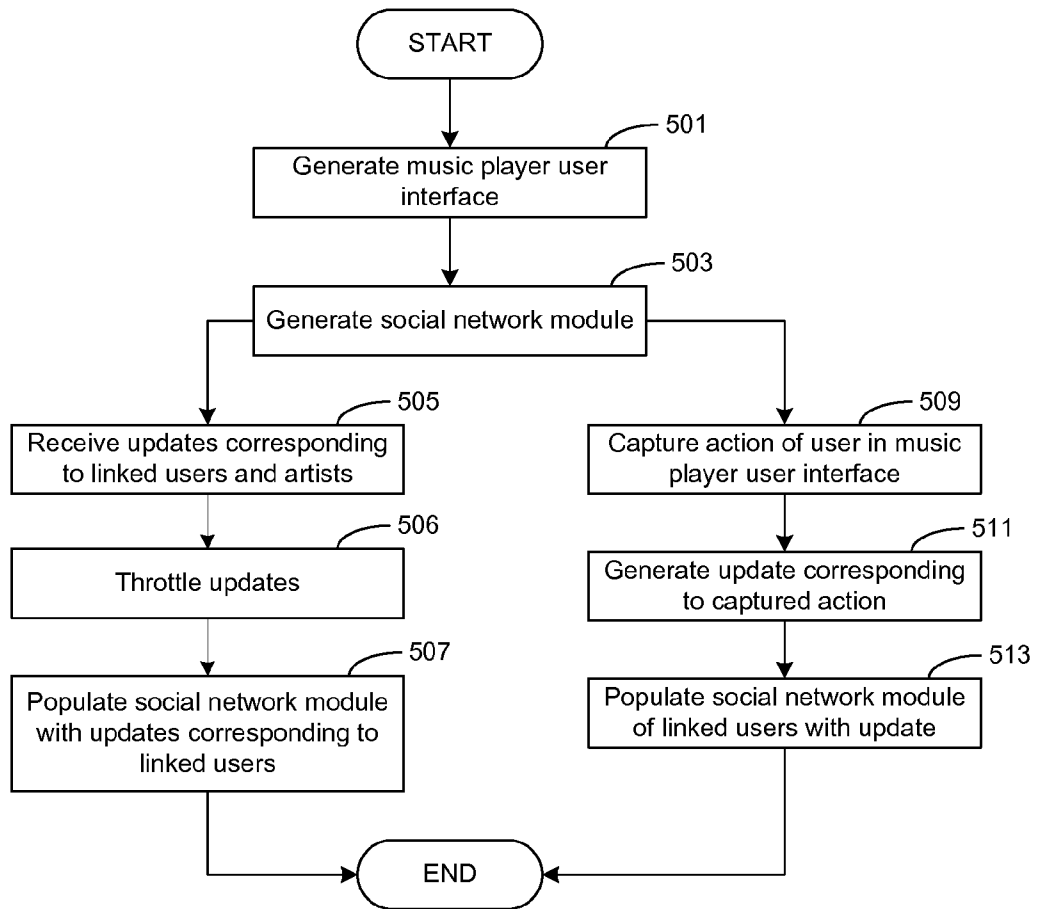 START
501
Generate music player user
interface
503
Generate social network module
505
Receive updates corresponding
to linked users and artists
506
Throttle updates
507
Populate social network module
with updates corresponding to
linked users
509
Capture action of user in music
player user interface
511
Generate update corresponding
to captured action
513
Populate social network module
of linked users with update
END